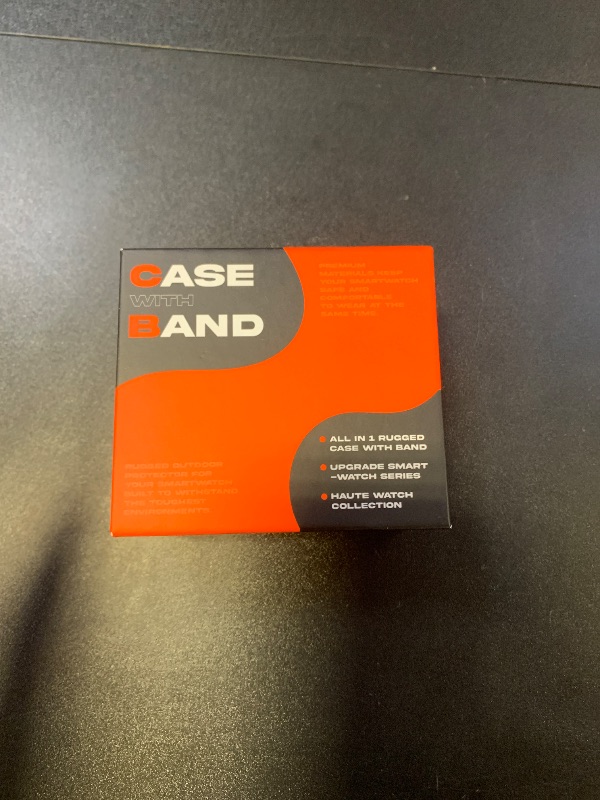 CASE
WITH
BAND
PREMIUM
MATERIALS KEEP
YOUR SMARTWATCH
SAFE AND
COMFORTABLE
TO WEAR AT THE
SAME TIME
ALL IN 1 RUGGED
CASE WITH BAND
UPGRADE SMART
-WATCH SERIES
HAUTE WATCH
COLLECTION
RUGGED OUTDOOR
PROTECTOR FOR
YOUR SMARTWATCH
BUILT TO WITHSTAND
THE TOUGHEST